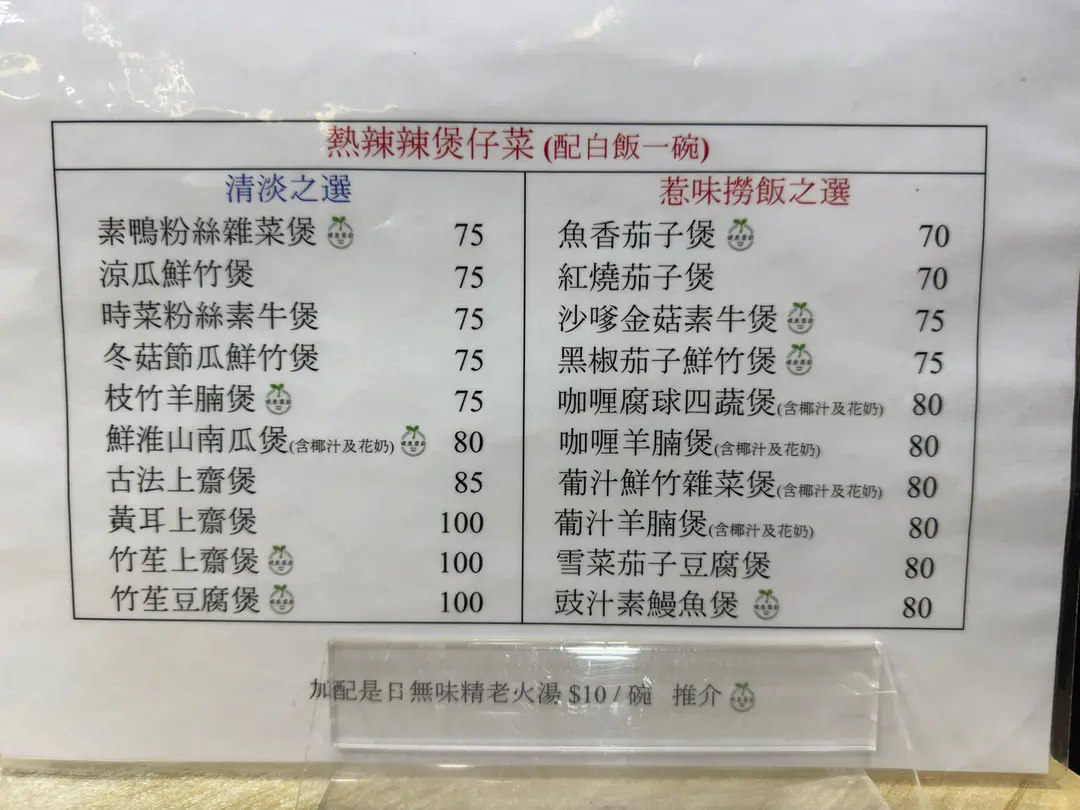 熱辣辣煲仔菜 (配白飯一碗)
清淡之選
素鴨粉絲雜菜煲 75
涼瓜鮮竹煲 75
時菜粉絲素牛煲 75
冬菇節瓜鮮竹煲 75
枝竹羊腩煲 75
鮮淮山南瓜煲(含椰汁及花奶) 80
古法上齋煲 85
黃耳上齋煲 100
竹笙上齋煲 100
竹笙豆腐煲 100
惹味撈飯之選
魚香茄子煲 70
紅燒茄子煲 70
沙嗲金菇素牛煲 75
黑椒茄子鮮竹煲 75
咖喱腐球四蔬煲(含椰汁及花奶) 80
咖喱羊腩煲(含椰汁及花奶) 80
葡汁鮮竹雜菜煲(含椰汁及花奶) 80
葡汁羊腩煲(含椰汁及花奶) 80
雪菜茄子豆腐煲 80
豉汁素鰻魚煲 80
加配是日無味精老火湯 $10 / 碗 推介